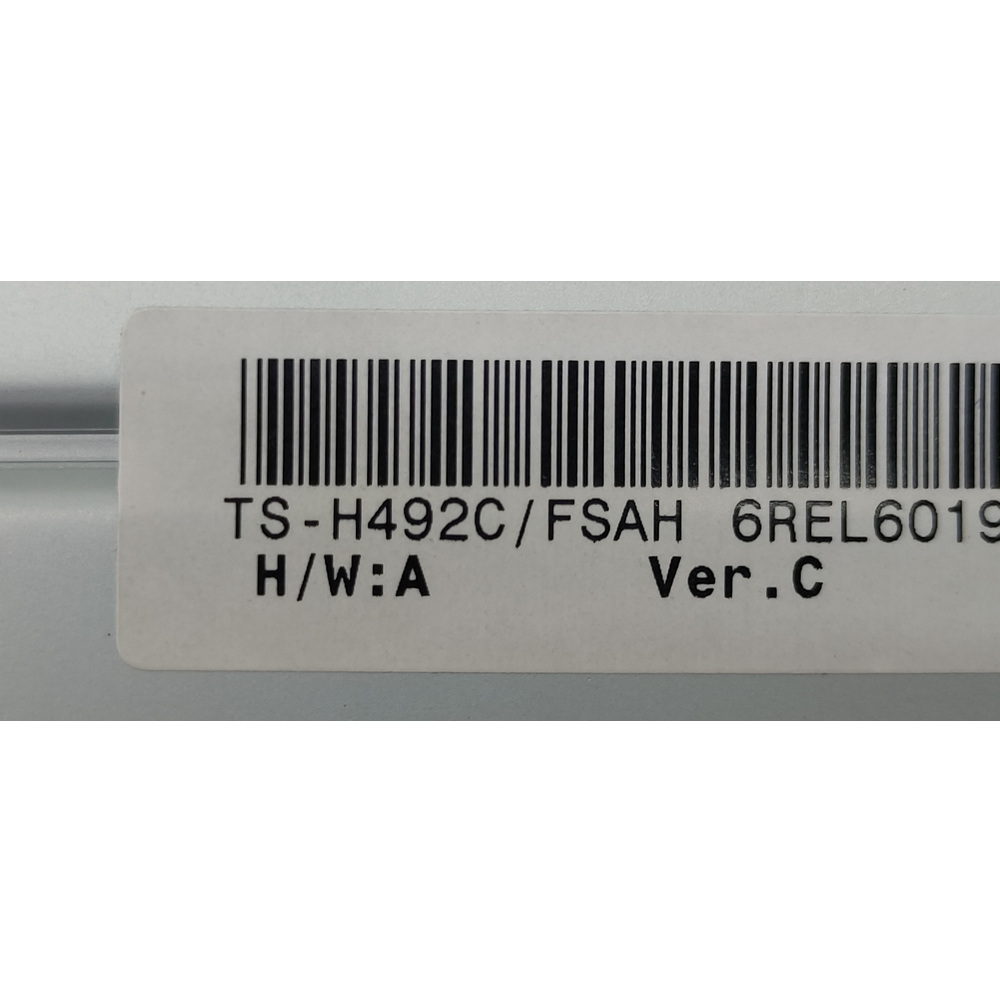 TS-H492C/FSAH 6REL6019
H/W:A Ver.C